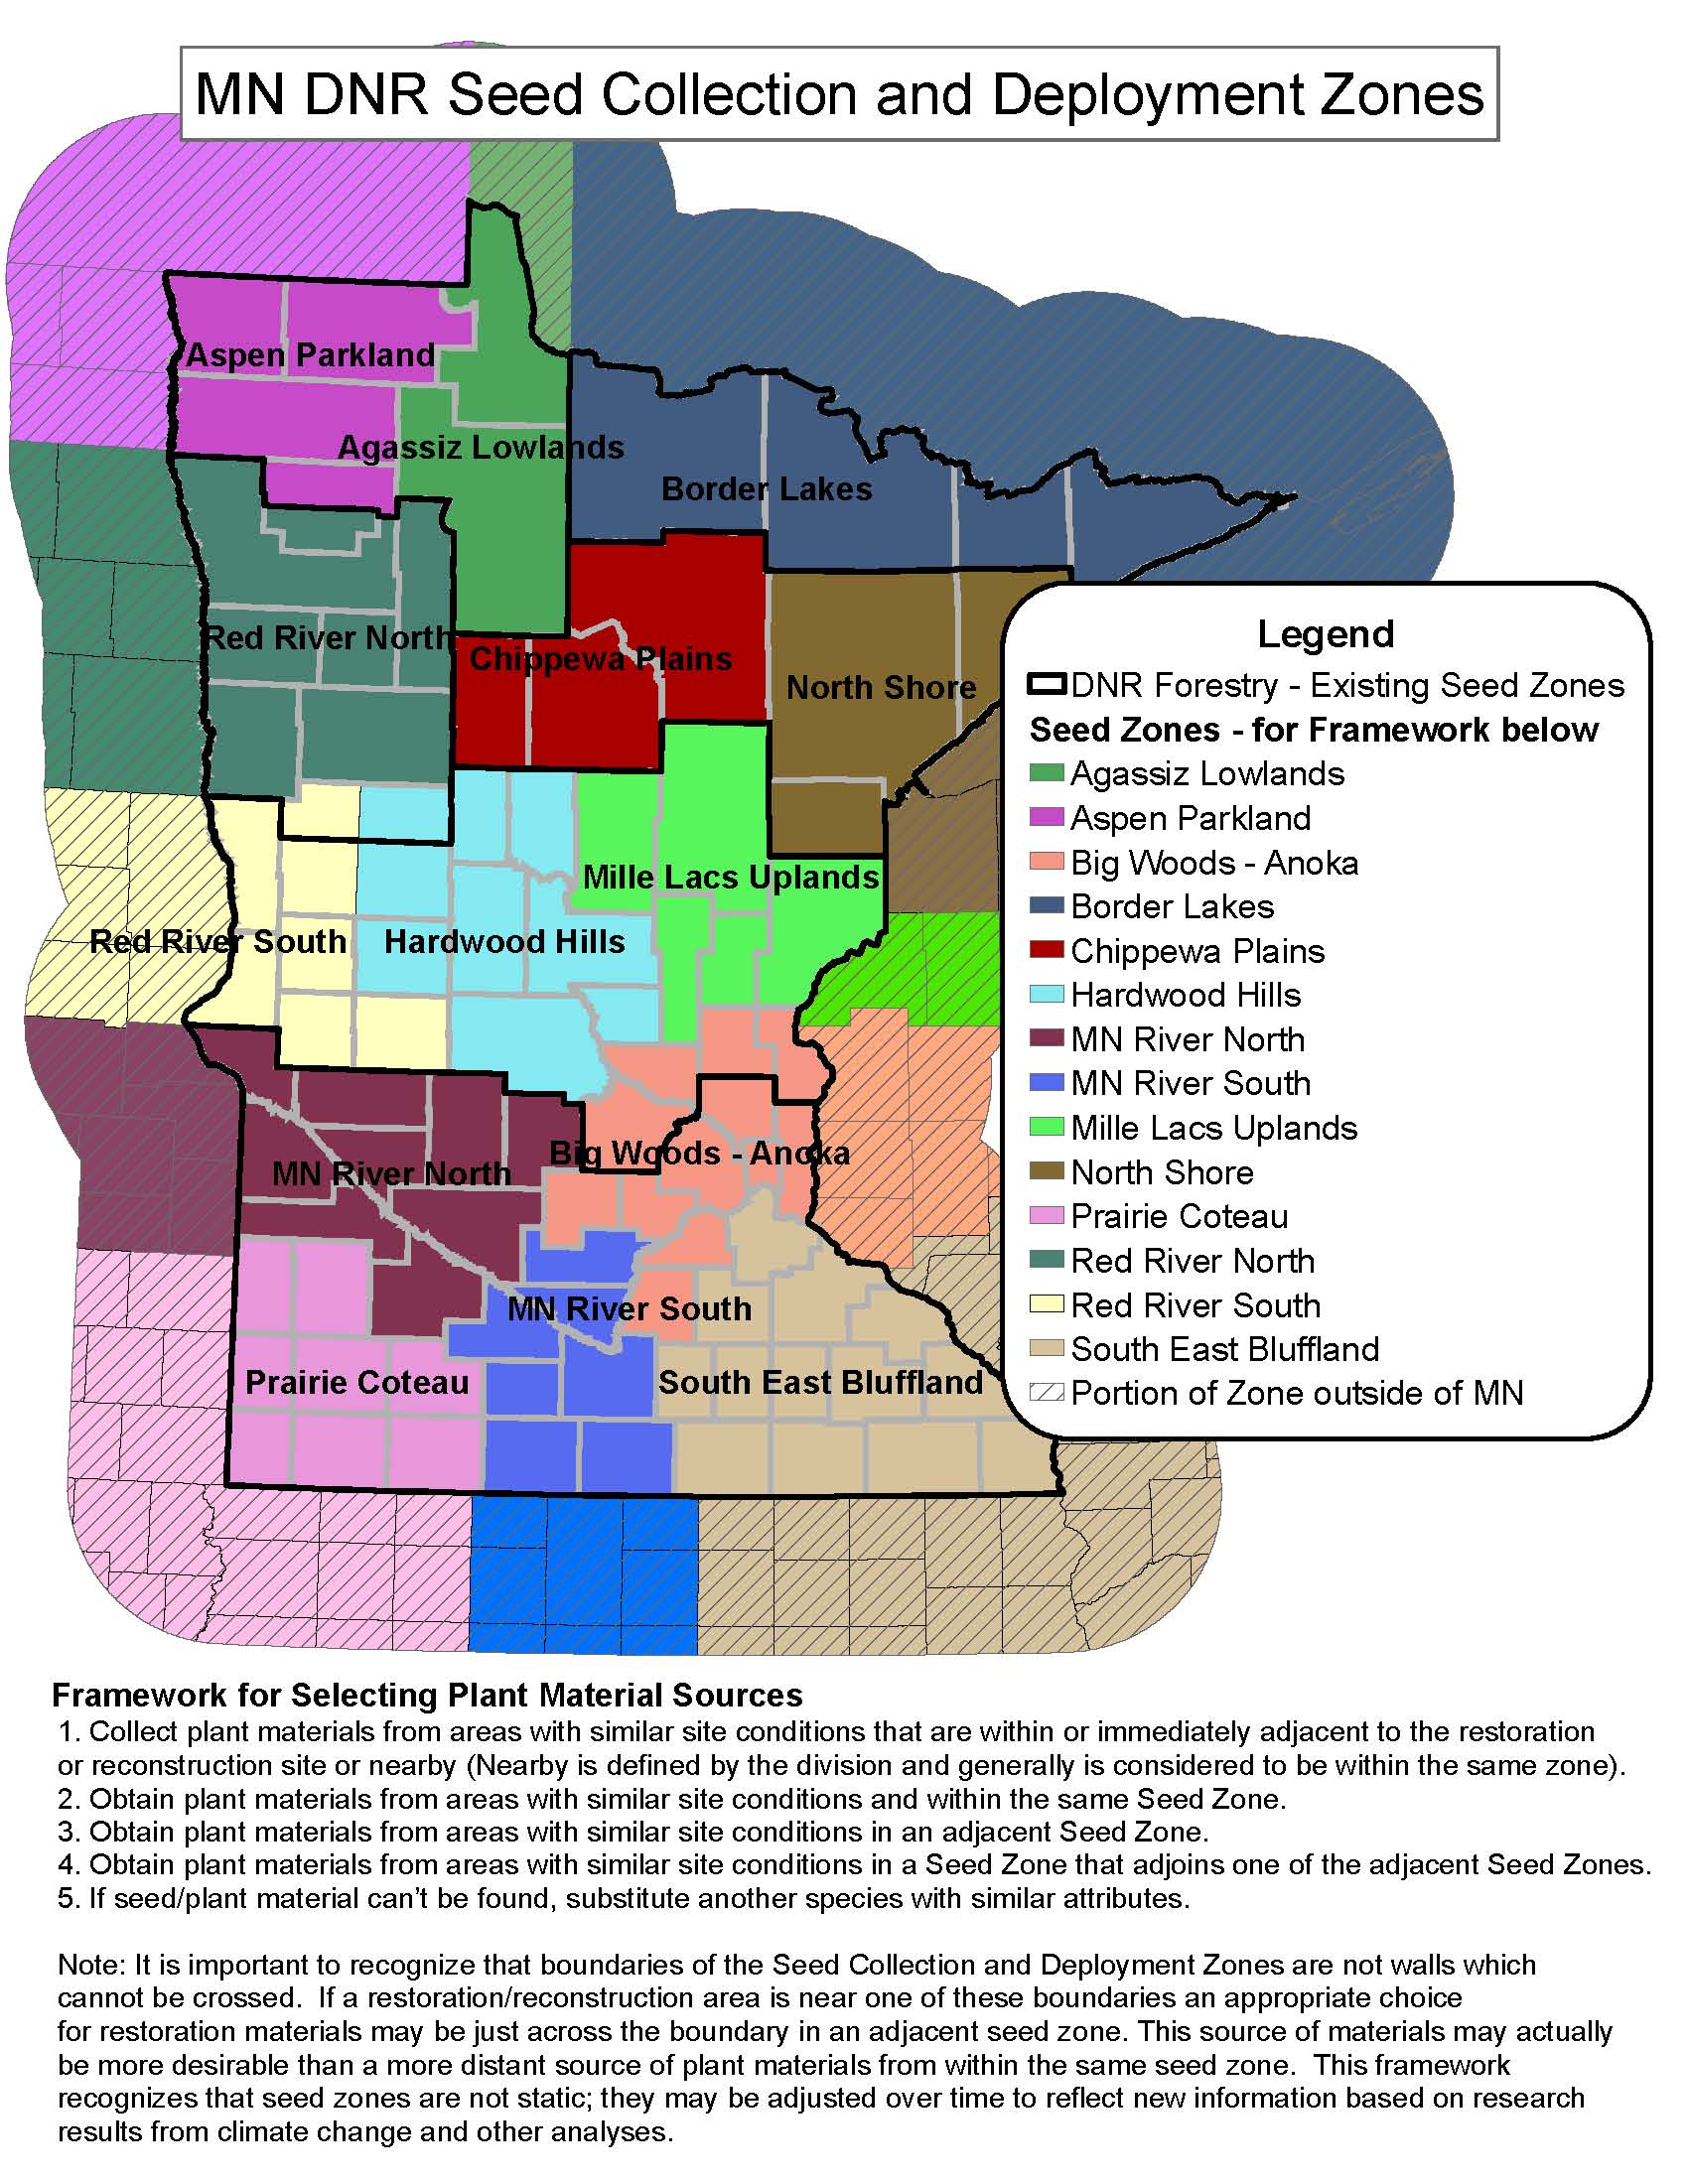 MN DNR Seed Collection and Deployment Zones
Aspen Parkland
Agassiz Lowlands
Border Lakes
Red River North
Chippewa Plains
North Shore
Mille Lacs Uplands
Red River South
Hardwood Hills
Big Woods - Anoka
MN River North
MN River South
Prairie Coteau
South East Bluffland
Legend
DNR Forestry - Existing Seed Zones
Seed Zones - for Framework below
Agassiz Lowlands
Aspen Parkland
Big Woods - Anoka
Border Lakes
Chippewa Plains
Hardwood Hills
MN River North
MN River South
Mille Lacs Uplands
North Shore
Prairie Coteau
Red River North
Red River South
South East Bluffland
Portion of Zone outside of MN
Framework for Selecting Plant Material Sources
1. Collect plant materials from areas with similar site conditions that are within or immediately adjacent to the restoration
or reconstruction site or nearby (Nearby is defined by the division and generally is considered to be within the same zone).
2. Obtain plant materials from areas with similar site conditions and within the same Seed Zone.
3. Obtain plant materials from areas with similar site conditions in an adjacent Seed Zone.
4. Obtain plant materials from areas with similar site conditions in a Seed Zone that adjoins one of the adjacent Seed Zones.
5. If seed/plant material can't be found, substitute another species with similar attributes.
Note: It is important to recognize that boundaries of the Seed Collection and Deployment Zones are not walls which
cannot be crossed.  If a restoration/reconstruction area is near one of these boundaries an appropriate choice
for restoration materials may be just across the boundary in an adjacent seed zone. This source of materials may actually
be more desirable than a more distant source of plant materials from within the same seed zone.  This framework
recognizes that seed zones are not static; they may be adjusted over time to reflect new information based on research
results from climate change and other analyses.